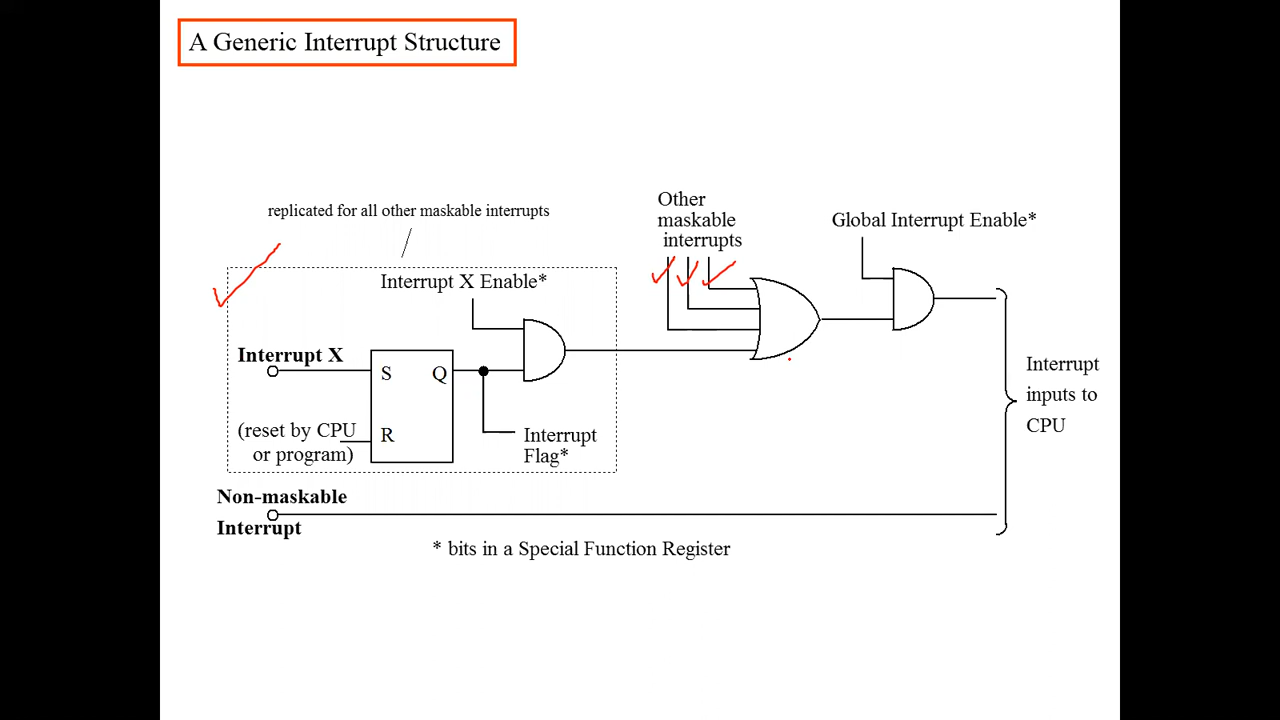 A Generic Interrupt Structure
replicated for all other maskable interrupts
Other
maskable
interrupts
Global Interrupt Enable*
Interrupt X Enable*
Interrupt X
S
Q
(reset by CPU
or program)
R
Interrupt
Flag*
Interrupt
inputs to
CPU
Non-maskable
Interrupt
* bits in a Special Function Register